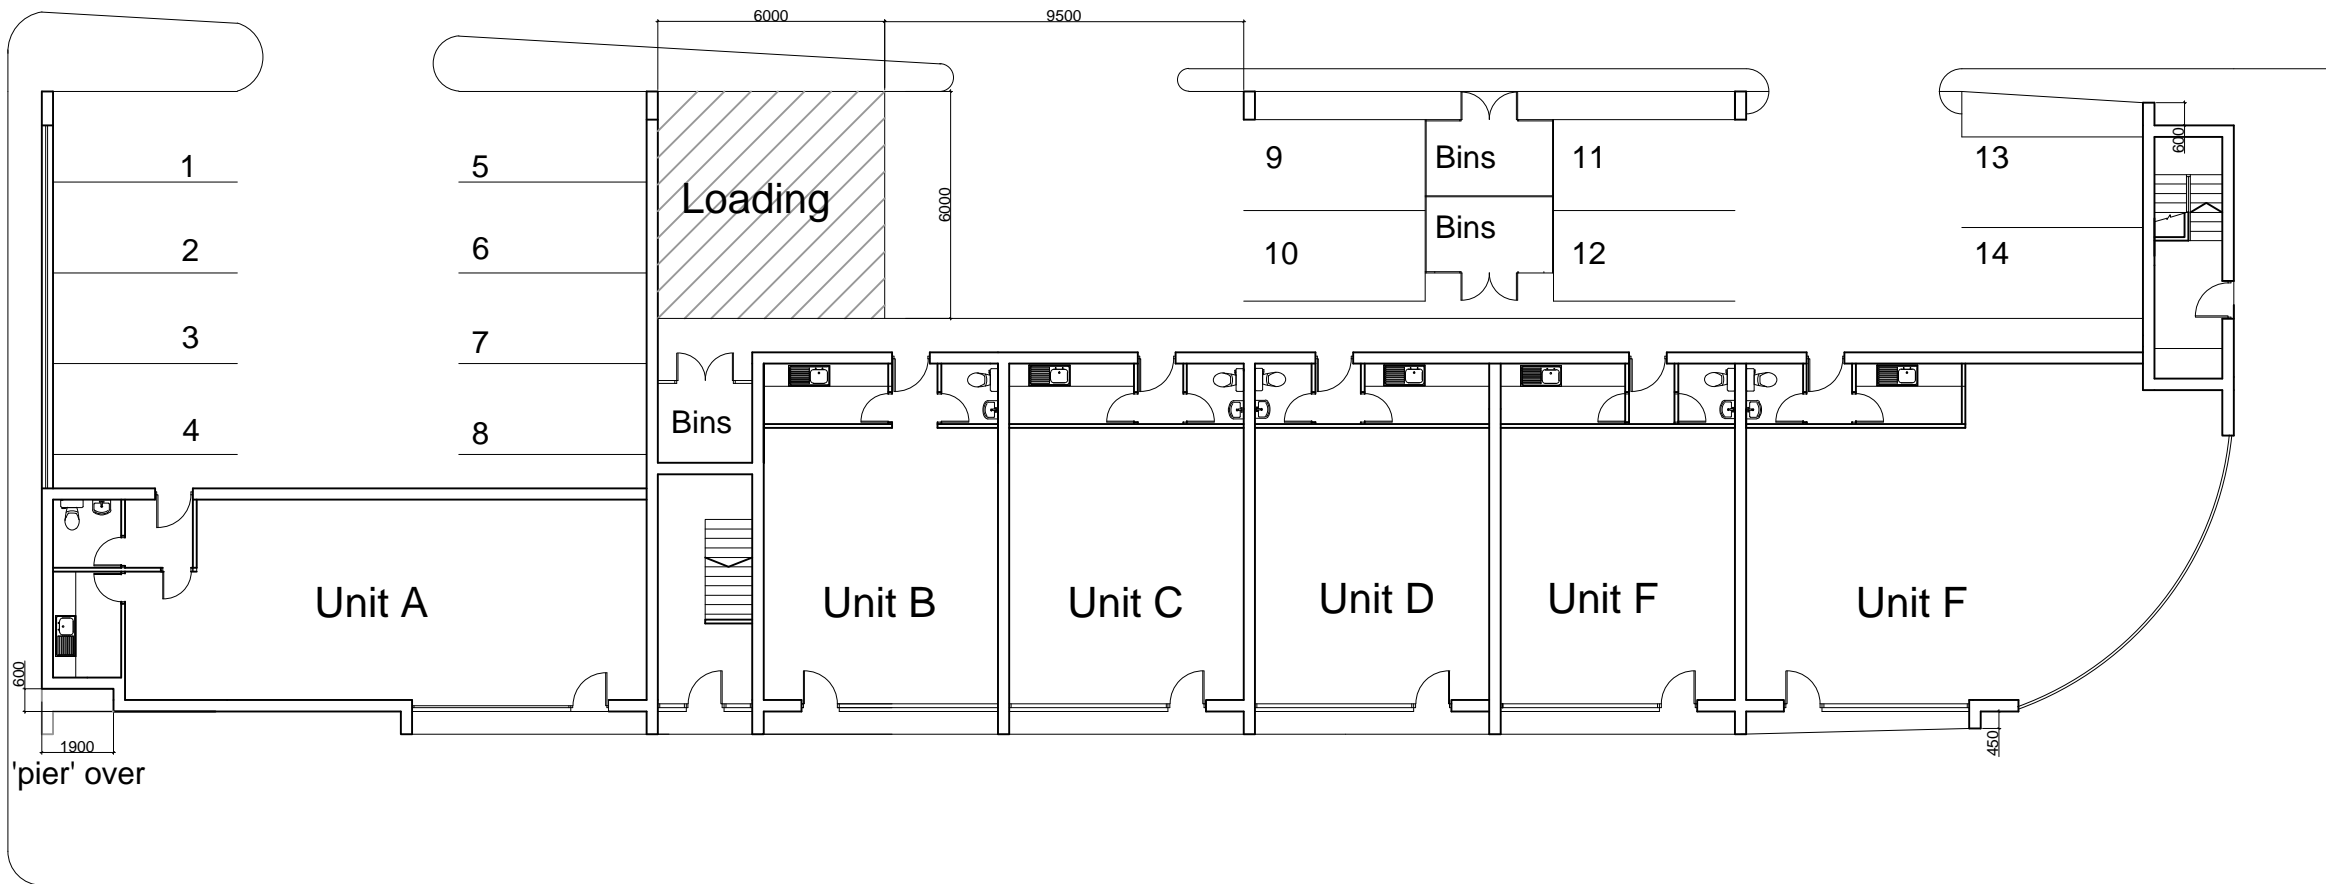 6000
9500
1
5
Loading
9
Bins
11
13
600
6000
2
6
10
Bins
12
14
3
7
4
8
Bins
Unit A
Unit B
Unit C
Unit D
Unit F
Unit F
600
1900
450
'pier' over